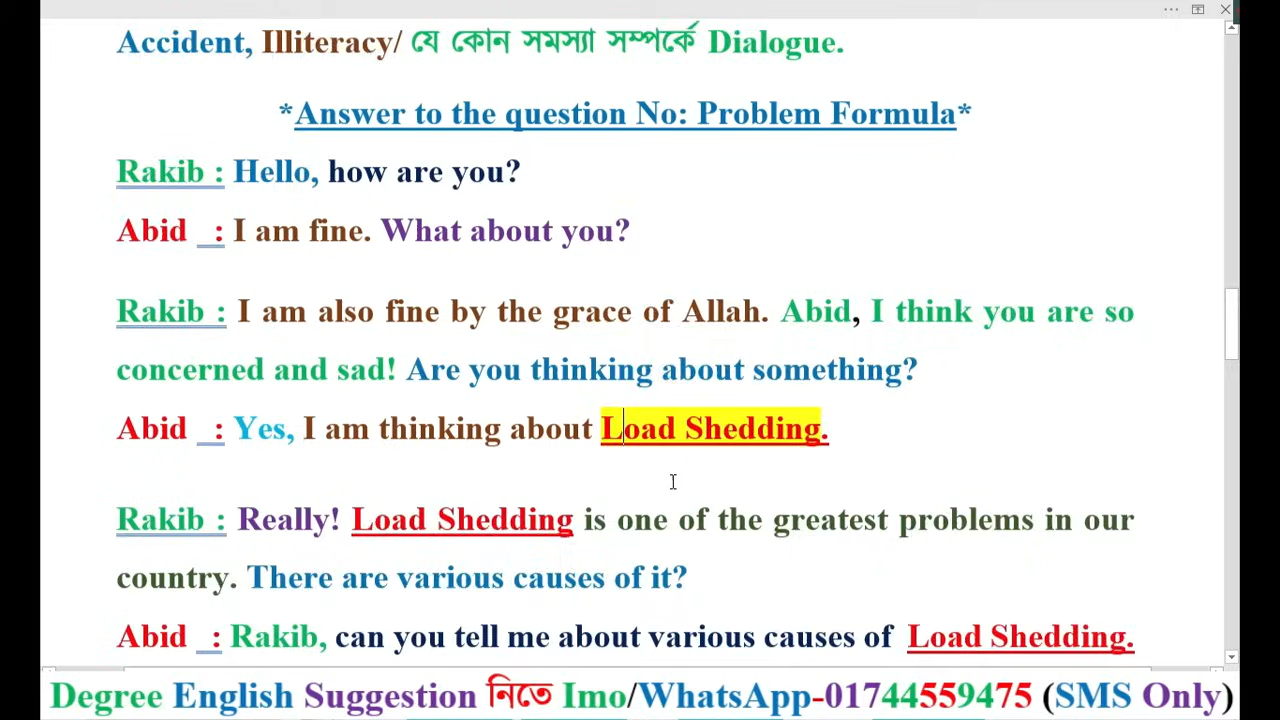 Accident, Illiteracy/ যে কোন সমস্যা সম্পর্কে Dialogue.
*Answer to the question No: Problem Formula*
Rakib : Hello, how are you?
Abid : I am fine. What about you?
Rakib : I am also fine by the grace of Allah. Abid, I think you are so
concerned and sad! Are you thinking about something?
Abid : Yes, I am thinking about Load Shedding.
Rakib : Really! Load Shedding is one of the greatest problems in our
country. There are various causes of it?
Abid : Rakib, can you tell me about various causes of Load Shedding.
Degree English Suggestion নিতে Imo/WhatsApp-01744559475 (SMS Only)